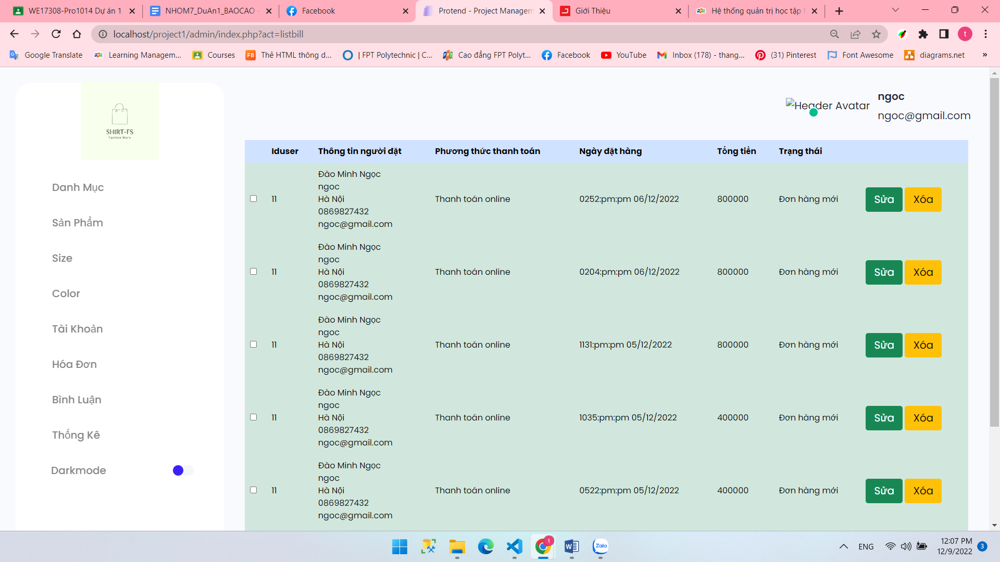 WE17308-Pro1014 Dự án 1
NHOM7_DuAn1_BAOCAO -
Facebook
Protend - Project Managem
Giới Thiệu
Hệ thống quản trị học tập F
localhost/project1/admin/index.php?act=listbill
t
Google Translate
Learning Managem...
Courses
F8
Thẻ HTML thông d...
| FPT Polytechnic | C...
Cao đẳng FPT Polyt...
Facebook
YouTube
Inbox (178) - thang...
(31) Pinterest
Font Awesome
diagrams.net
»
SHIRT-FS
Fashion Store
Header Avatar
ngoc
ngoc@gmail.com
Danh Mục
Sản Phẩm
Size
Color
Tài Khoản
Hóa Đơn
Bình Luận
Thống Kê
Darkmode
Iduser Thông tin người đặt Phương thức thanh toán Ngày đặt hàng Tổng tiền Trạng thái
Đào Minh Ngọc
ngoc
11 Hà Nội Thanh toán online 0252:pm:pm 06/12/2022 800000 Đơn hàng mới Sửa Xóa
0869827432
ngoc@gmail.com
Đào Minh Ngọc
ngoc
11 Hà Nội Thanh toán online 0204:pm:pm 06/12/2022 800000 Đơn hàng mới Sửa Xóa
0869827432
ngoc@gmail.com
Đào Minh Ngọc
ngoc
11 Hà Nội Thanh toán online 1131:pm:pm 05/12/2022 800000 Đơn hàng mới Sửa Xóa
0869827432
ngoc@gmail.com
Đào Minh Ngọc
ngoc
11 Hà Nội Thanh toán online 1035:pm:pm 05/12/2022 400000 Đơn hàng mới Sửa Xóa
0869827432
ngoc@gmail.com
Đào Minh Ngọc
ngoc
11 Hà Nội Thanh toán online 0522:pm:pm 05/12/2022 400000 Đơn hàng mới Sửa Xóa
0869827432
ngoc@gmail.com
t
Zalo
ENG
12:07 PM
12/9/2022
3